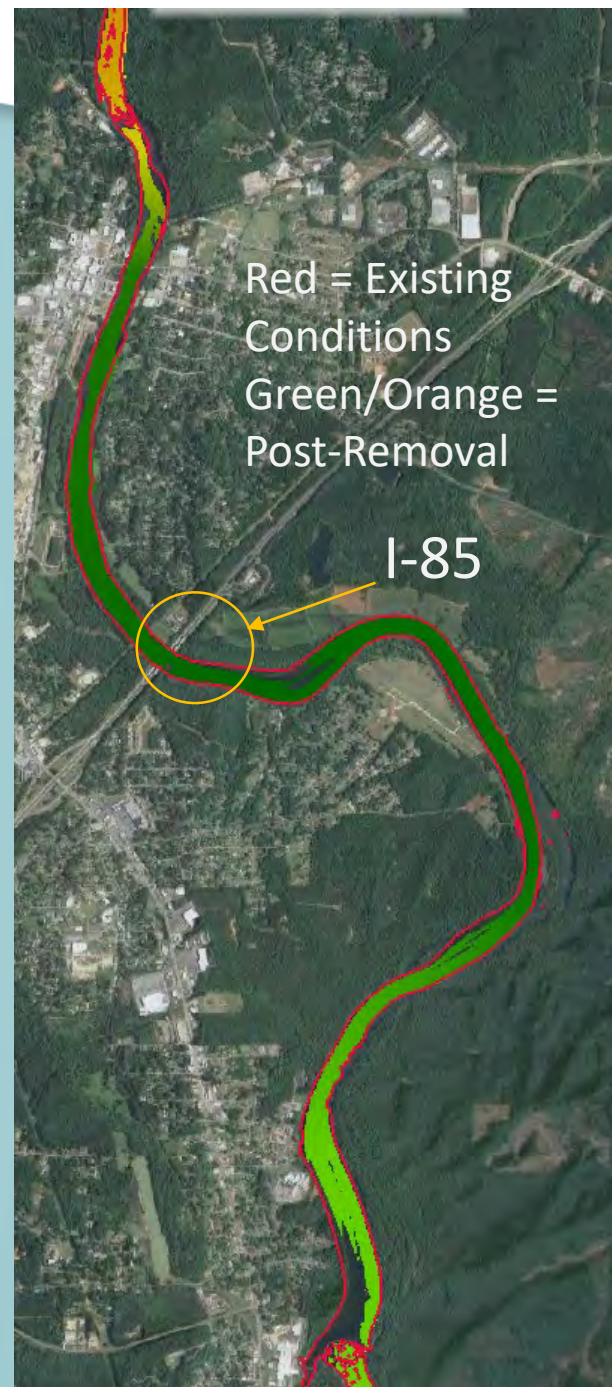 Red = Existing
Conditions
Green/Orange =
Post-Removal
I-85